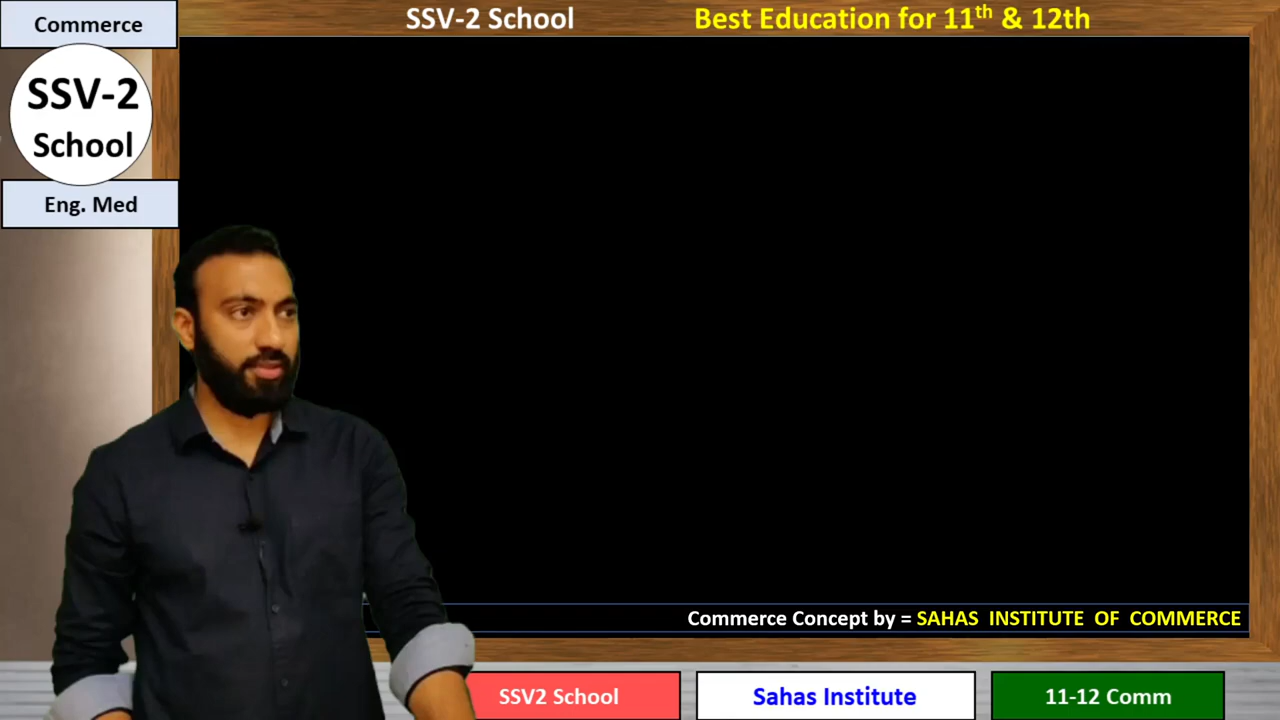 Commerce
SSV-2 School
Best Education for 11th & 12th
SSV-2
School
Eng. Med
Commerce Concept by = SAHAS INSTITUTE OF COMMERCE
SSV2 School
Sahas Institute
11-12 Comm